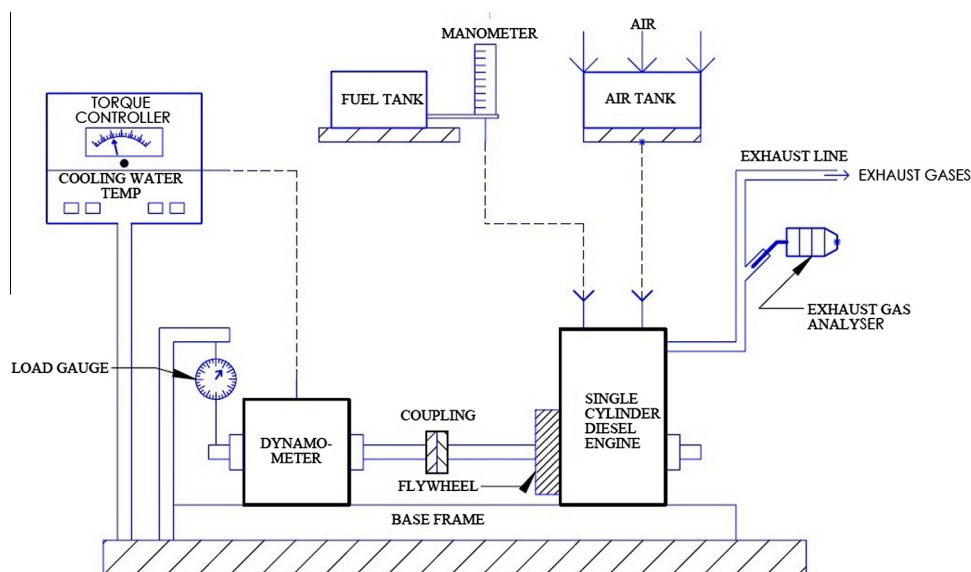 MANOMETER
AIR
FUEL TANK
AIR TANK
TORQUE
CONTROLLER
COOLING WATER
TEMP
EXHAUST LINE
EXHAUST GASES
EXHAUST GAS
ANALYSER
LOAD GAUGE
COUPLING
SINGLE
CYLINDER
DIESEL
ENGINE
DYNAMO-
METER
FLYWHEEL
BASE FRAME